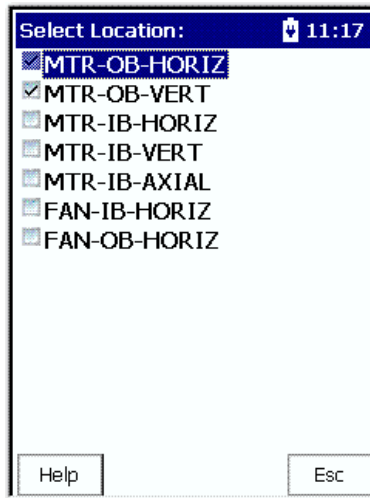 Select Location: 11:17
MTR-OB-HORIZ
MTR-OB-VERT
MTR-IB-HORIZ
MTR-IB-VERT
MTR-IB-AXIAL
FAN-IB-HORIZ
FAN-OB-HORIZ
Help Esc